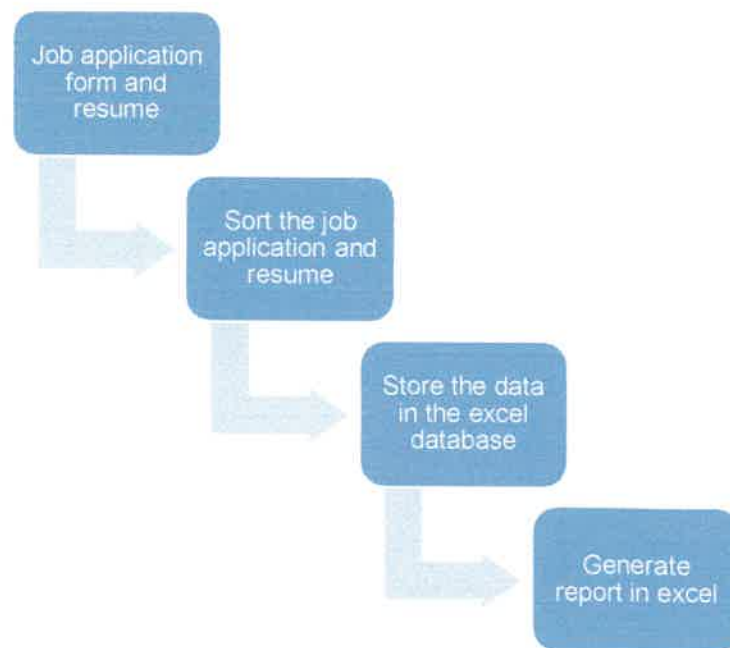 Job application
form and
resume
Sort the job
application and
resume
Store the data
in the excel
database
Generate
report in excel